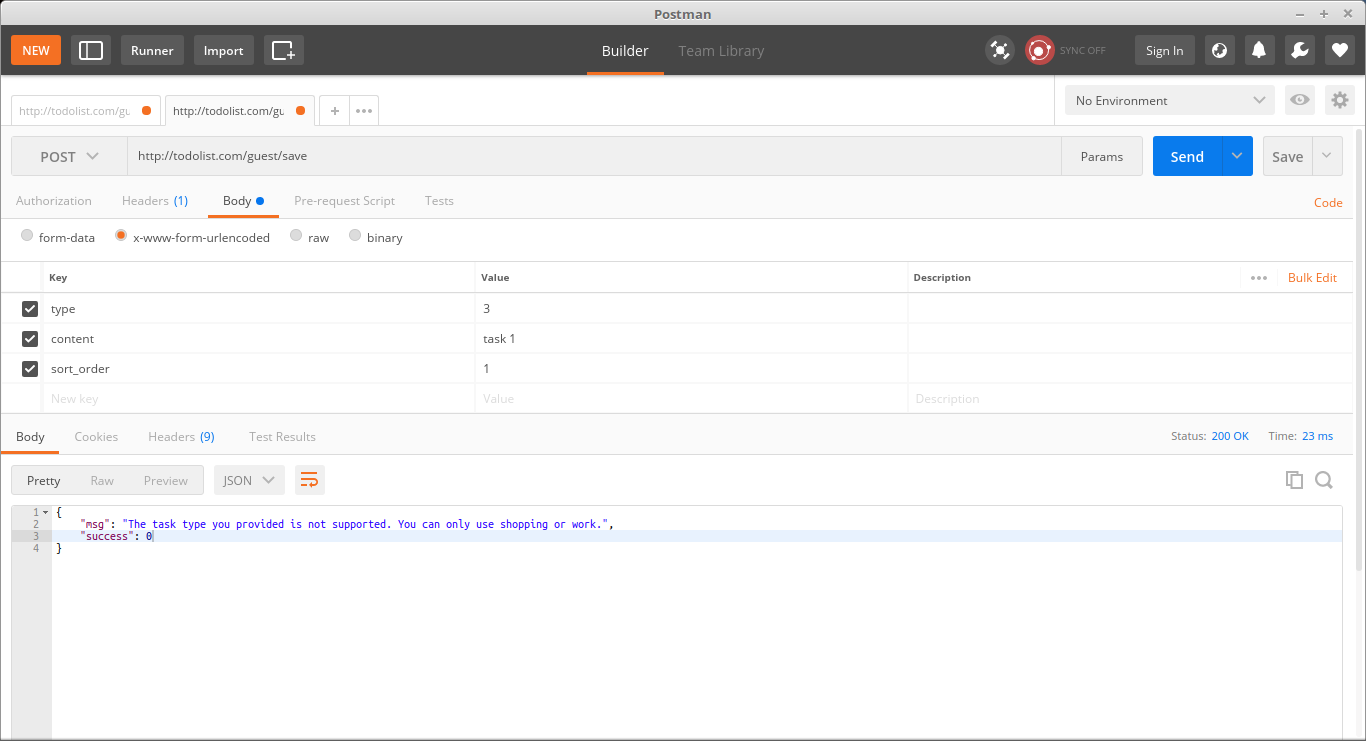 Postman
NEW Runner Import Builder Team Library SYNC OFF Sign In
http://todolist.com/gu http://todolist.com/gu + ••• No Environment
POST http://todolist.com/guest/save Params Send Save
Authorization Headers (1) Body Pre-request Script Tests Code
form-data x-www-form-urlencoded raw binary
Key Value Description ••• Bulk Edit
type 3
content task 1
sort_order 1
New key Value Description
Body Cookies Headers (9) Test Results Status: 200 OK Time: 23 ms
Pretty Raw Preview JSON
1 {
2 "msg": "The task type you provided is not supported. You can only use shopping or work.",
3 "success": 0
4 }